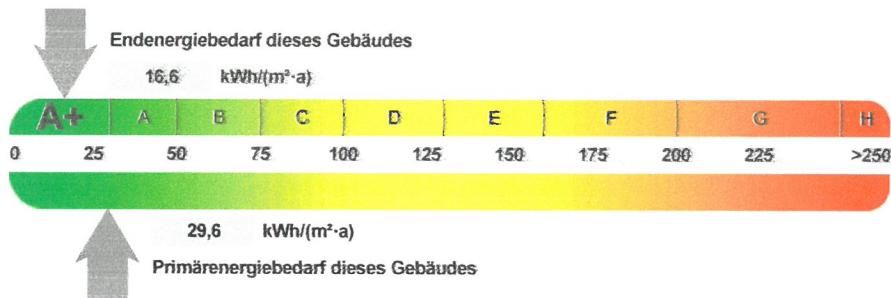 Endenergiebedarf dieses Gebäudes
16,6 kWh/(m²·a)
A+ A B C D E F G H
0 25 50 75 100 125 150 175 200 225 >250
29,6 kWh/(m²·a)
Primärenergiebedarf dieses Gebäudes